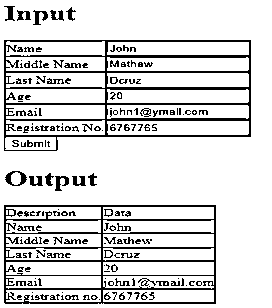 Input
Name John
Middle Name Mathew
Last Name Dcruz
Age 20
Email john1@ymail.com
Registration No. 6767765
Submit
Output
Description Data
Name John
Middle Name Mathew
Last Name Dcruz
Age 20
Email john1@ymail.com
Registration no. 6767765